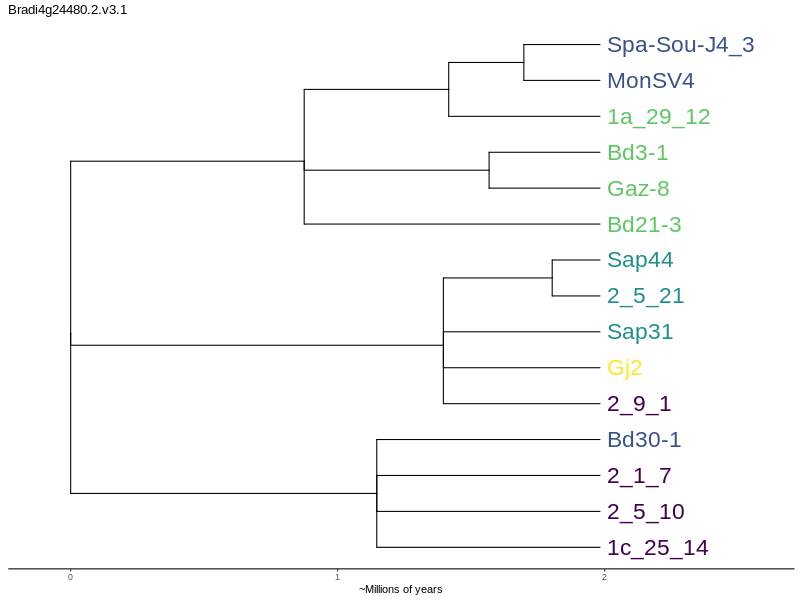 Bradi4g24480.2.v3.1
Spa-Sou-J4_3
MonSV4
1a_29_12
Bd3-1
Gaz-8
Bd21-3
Sap44
2_5_21
Sap31
Gj2
2_9_1
Bd30-1
2_1_7
2_5_10
1c_25_14
0 1 2
~Millions of years